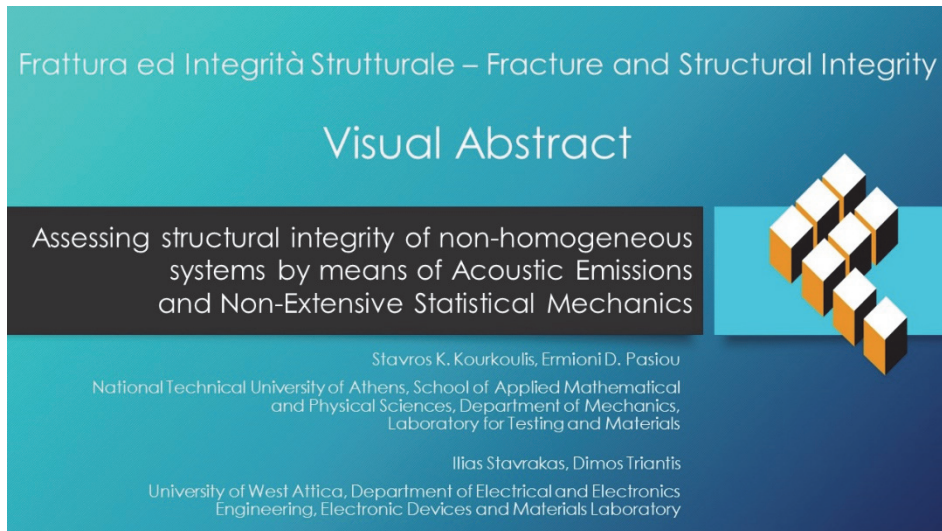 Frattura ed Integrità Strutturale – Fracture and Structural Integrity
Visual Abstract
Assessing structural integrity of non-homogeneous
systems by means of Acoustic Emissions
and Non-Extensive Statistical Mechanics
Stavros K. Kourkoulis, Ermioni D. Pasiou
National Technical University of Athens, School of Applied Mathematical
and Physical Sciences, Department of Mechanics,
Laboratory for Testing and Materials
Ilias Stavrakas, Dimos Triantis
University of West Attica, Department of Electrical and Electronics
Engineering, Electronic Devices and Materials Laboratory